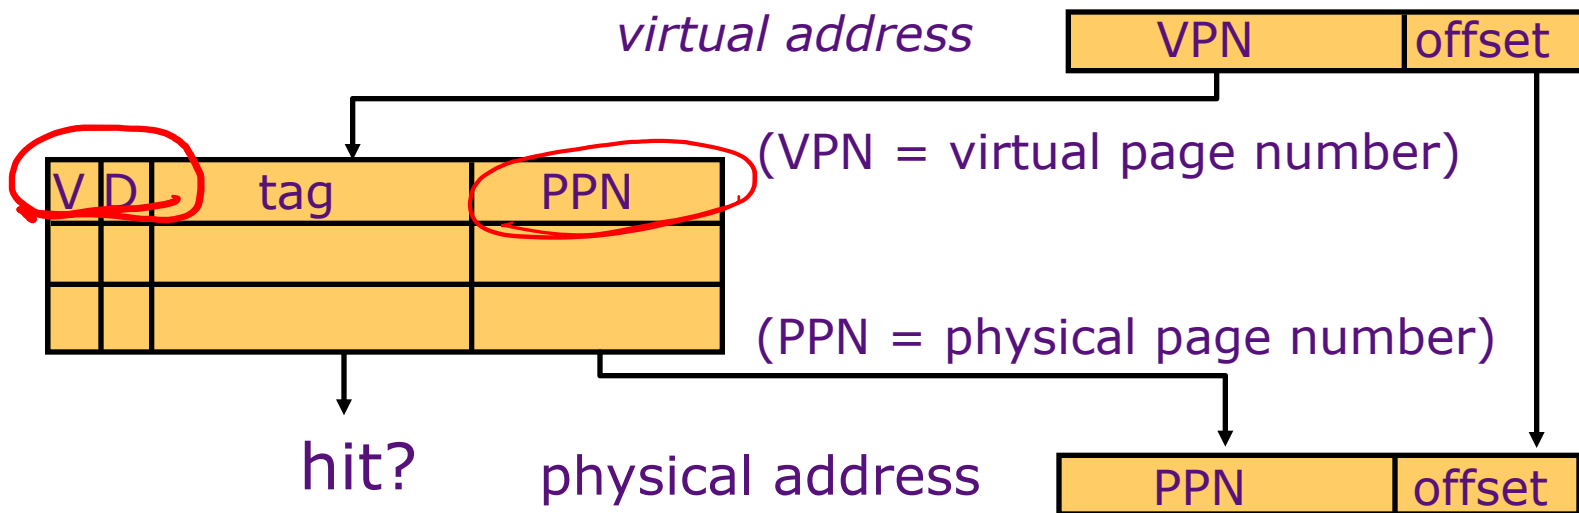 virtual address VPN offset
(VPN = virtual page number)
V D tag PPN
(PPN = physical page number)
hit? physical address PPN offset